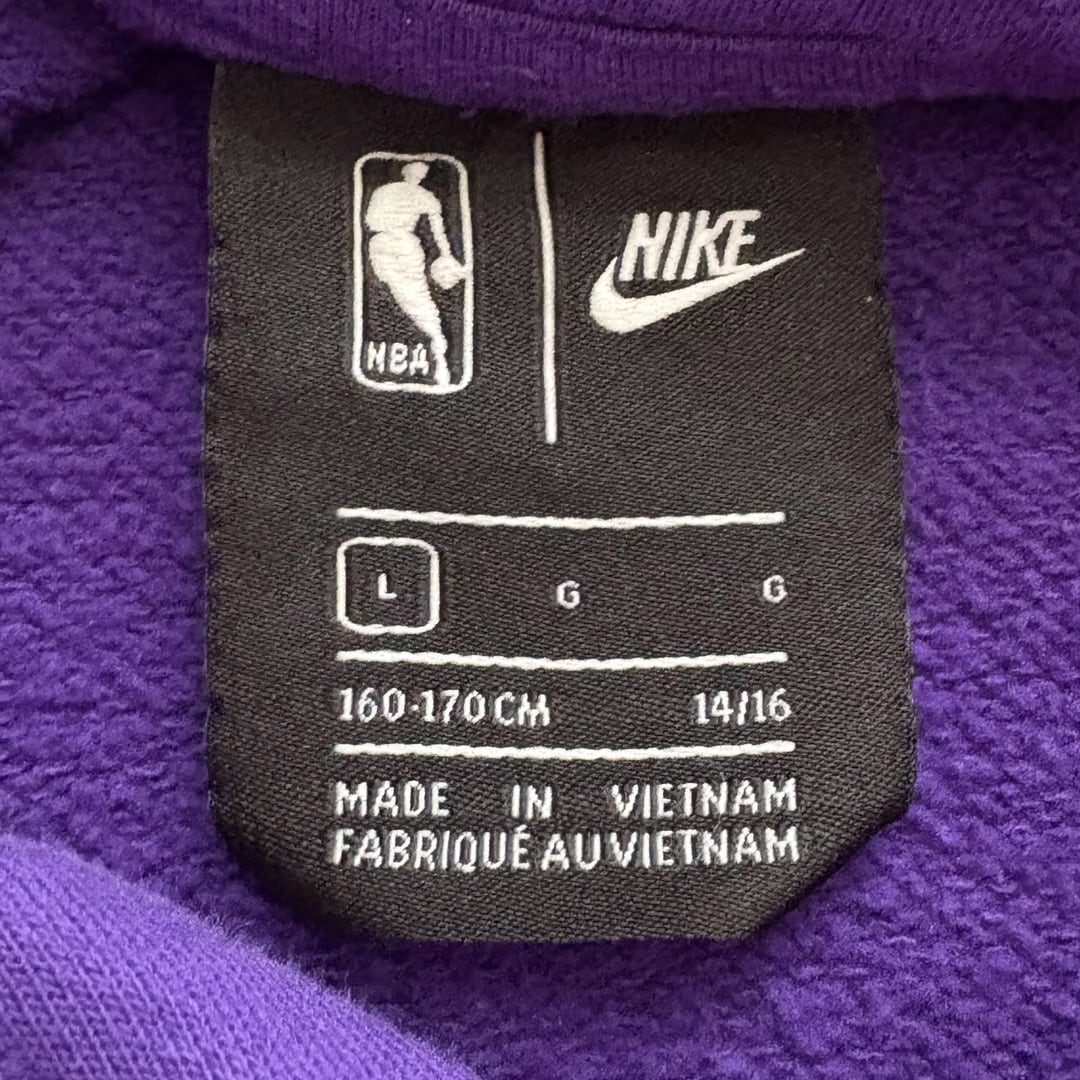 NBA
NIKE
L G G
160-170CM 14/16
MADE IN VIETNAM
FABRIQUÉ AU VIETNAM